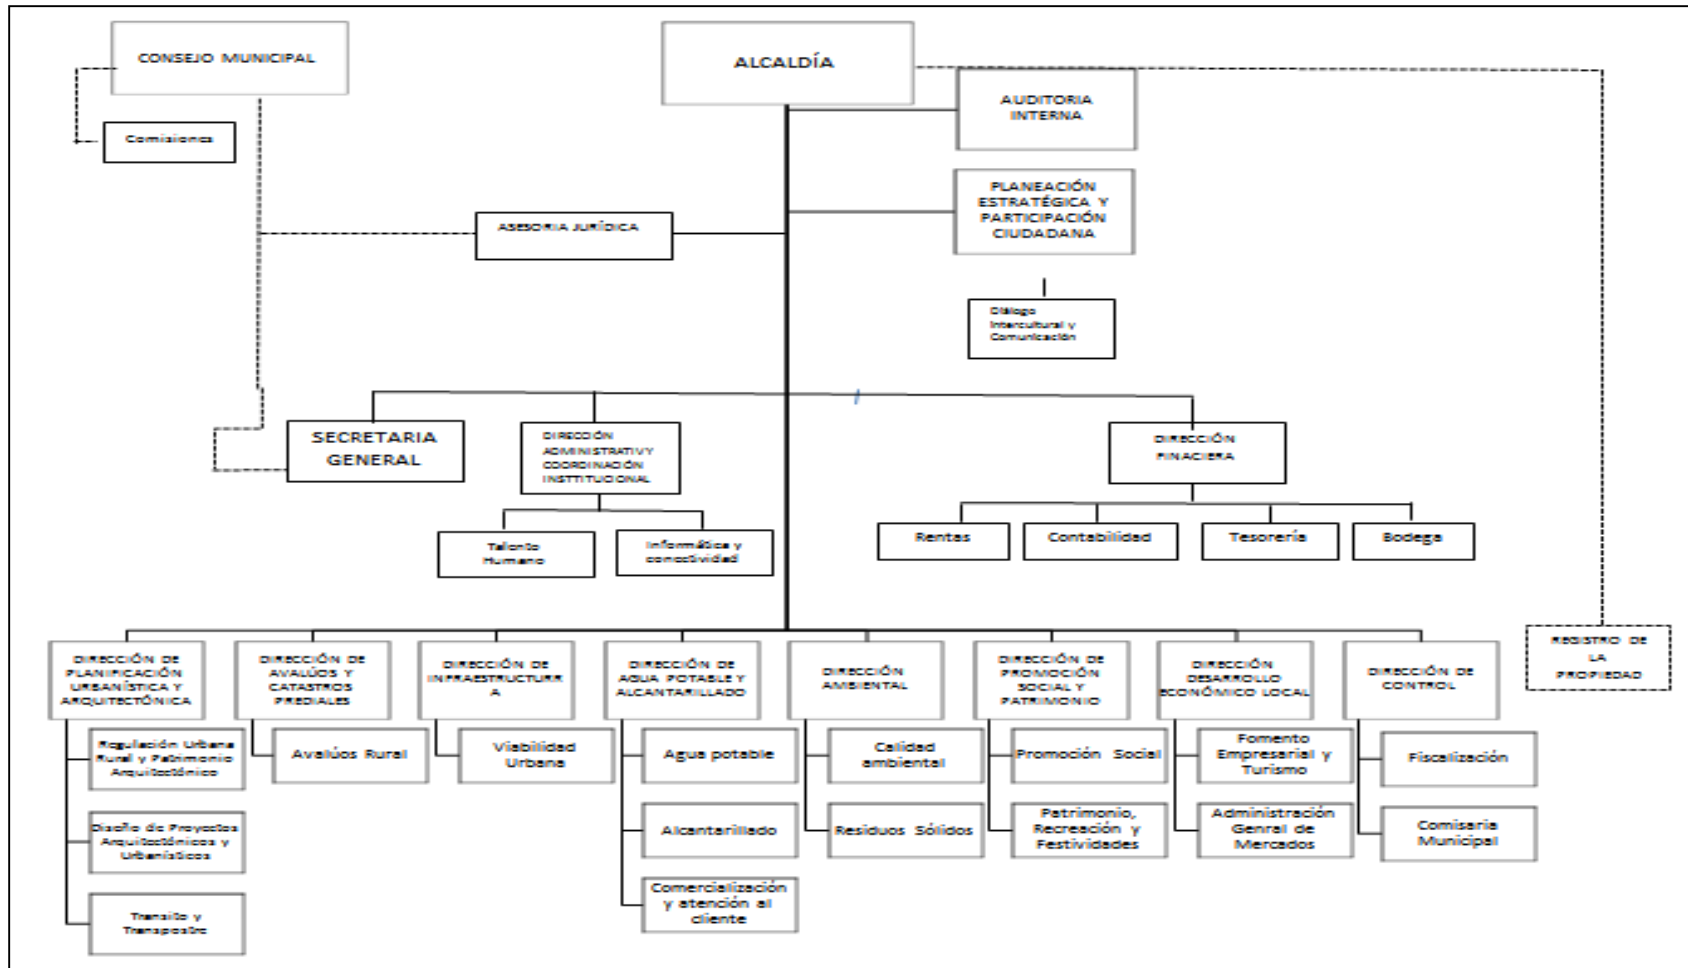 CONSEJO MUNICIPAL
ALCALDÍA
AUDITORIA
INTERNA
Comisiones
PLANEACIÓN
ESTRATÉGICA Y
PARTICIPACIÓN
CIUDADANA
ASESORIA JURÍDICA
Diálogo
Intercultural y
Comunicación
SECRETARIA
GENERAL
DIRECCIÓN
ADMINISTRATIV Y
COORDINACIÓN
INSTTITUCIONAL
DIRECCIÓN
FINACIERA
Talento
Humano
Informática y
conectividad
Rentas
Contabilidad
Tesorería
Bodega
DIRECCIÓN DE
PLANIFICACIÓN
URBANÍSTICA Y
ARQUITECTÓNICA
DIRECCIÓN DE
AVALÚOS Y
CATASTROS
PREDIALES
DIRECCIÓN DE
INFRAESTRUCTURR
A
DIRECCIÓN DE
AGUA POTABLE Y
ALCANTARILLADO
DIRECCIÓN
AMBIENTAL
DIRECCIÓN DE
PROMOCIÓN
SOCIAL Y
PATRIMONIO
DIRECCIÓN
DESARROLLO
ECONÓMICO LOCAL
DIRECCIÓN DE
CONTROL
REGISTRO DE
LA
PROPIEDAD
Regulación Urbana
Rural y Patrimonio
Arquitectónico
Avalúos Rural
Viabilidad
Urbana
Agua potable
Calidad
ambiental
Promoción Social
Fomento
Empresarial y
Turismo
Fiscalización
Diseño de Proyectos
Arquitectónicos y
Urbanísticos
Alcantarillado
Residuos Sólidos
Patrimonio,
Recreación y
Festividades
Administración
Genral de
Mercados
Comisaria
Municipal
Transito y
Transpostre
Comercialización
y atención al
cliente